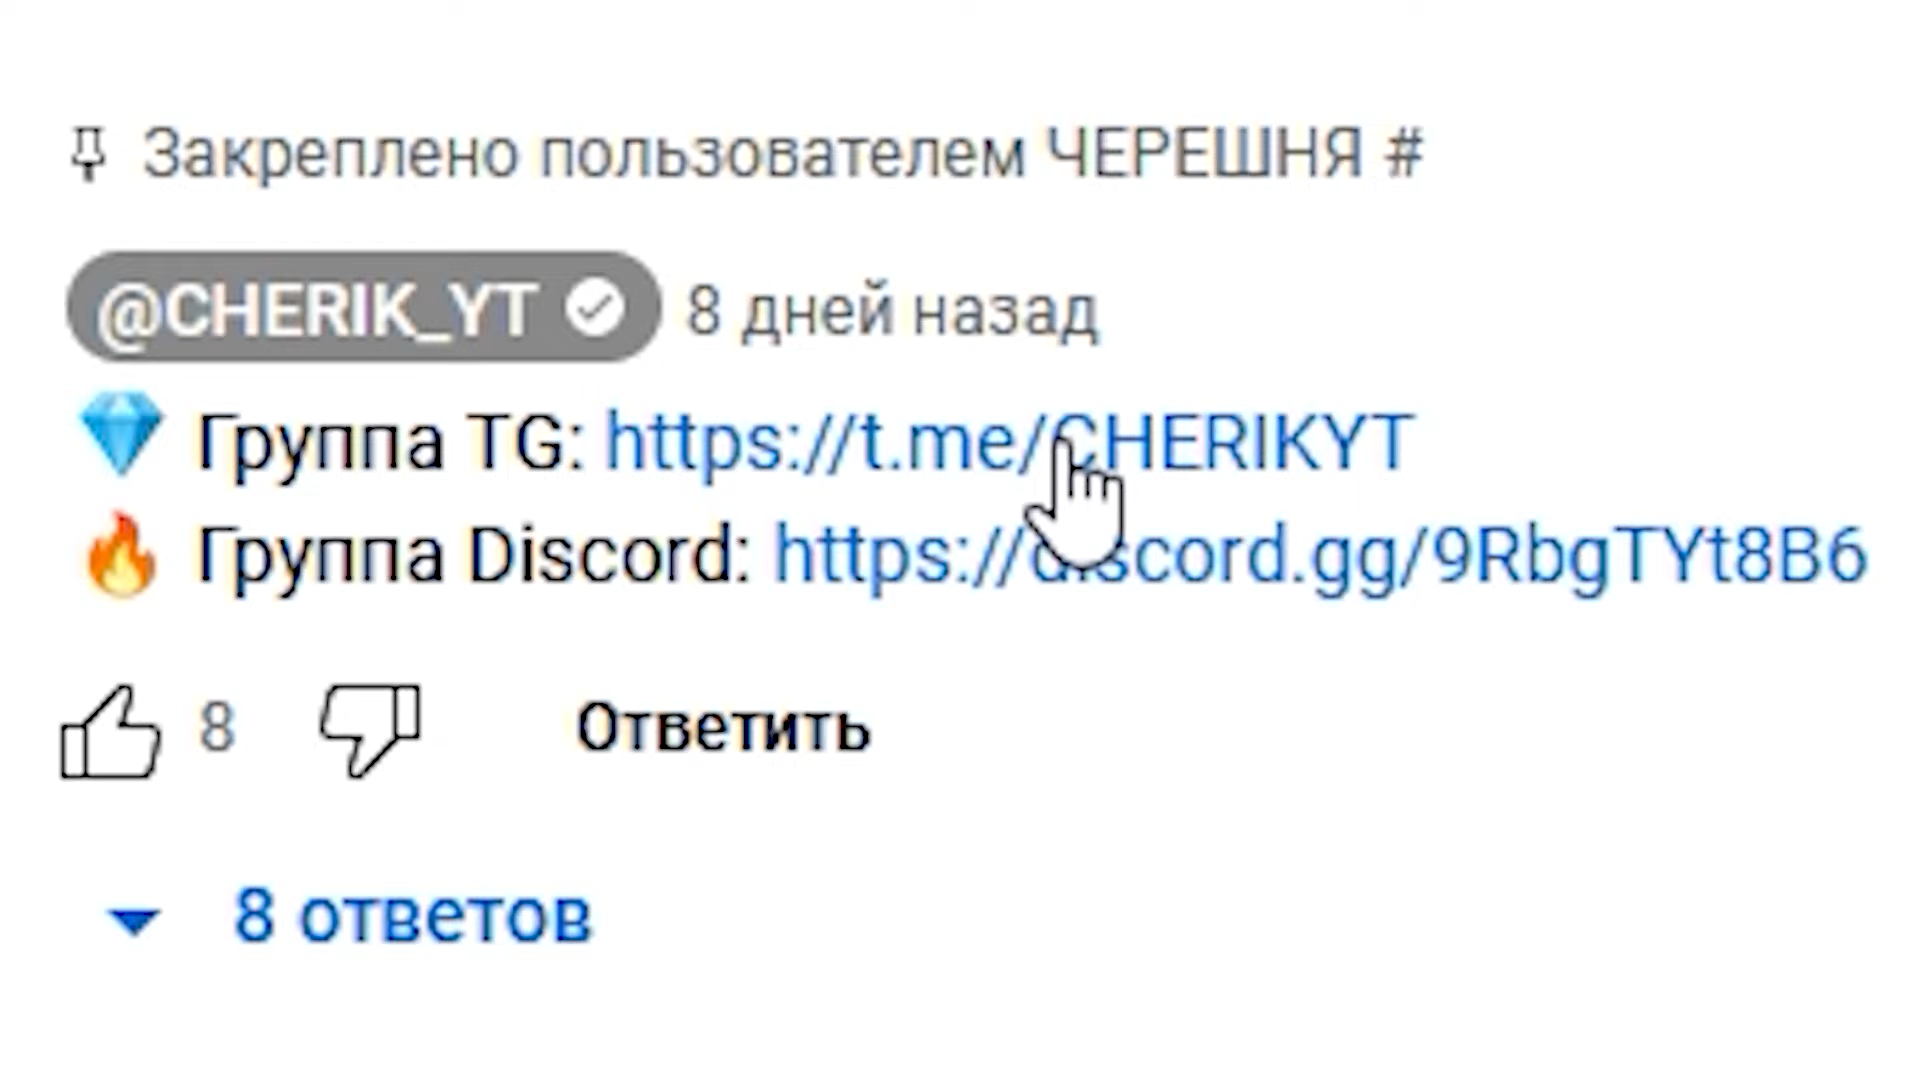 Закреплено пользователем ЧЕРЕШНЯ #
@CHERIK_YT 8 дней назад
💎 Группа TG: https://t.me/CHERIKYT
🔥 Группа Discord: https://discord.gg/9RbgTYt8B6
8 Ответить
8 ответов